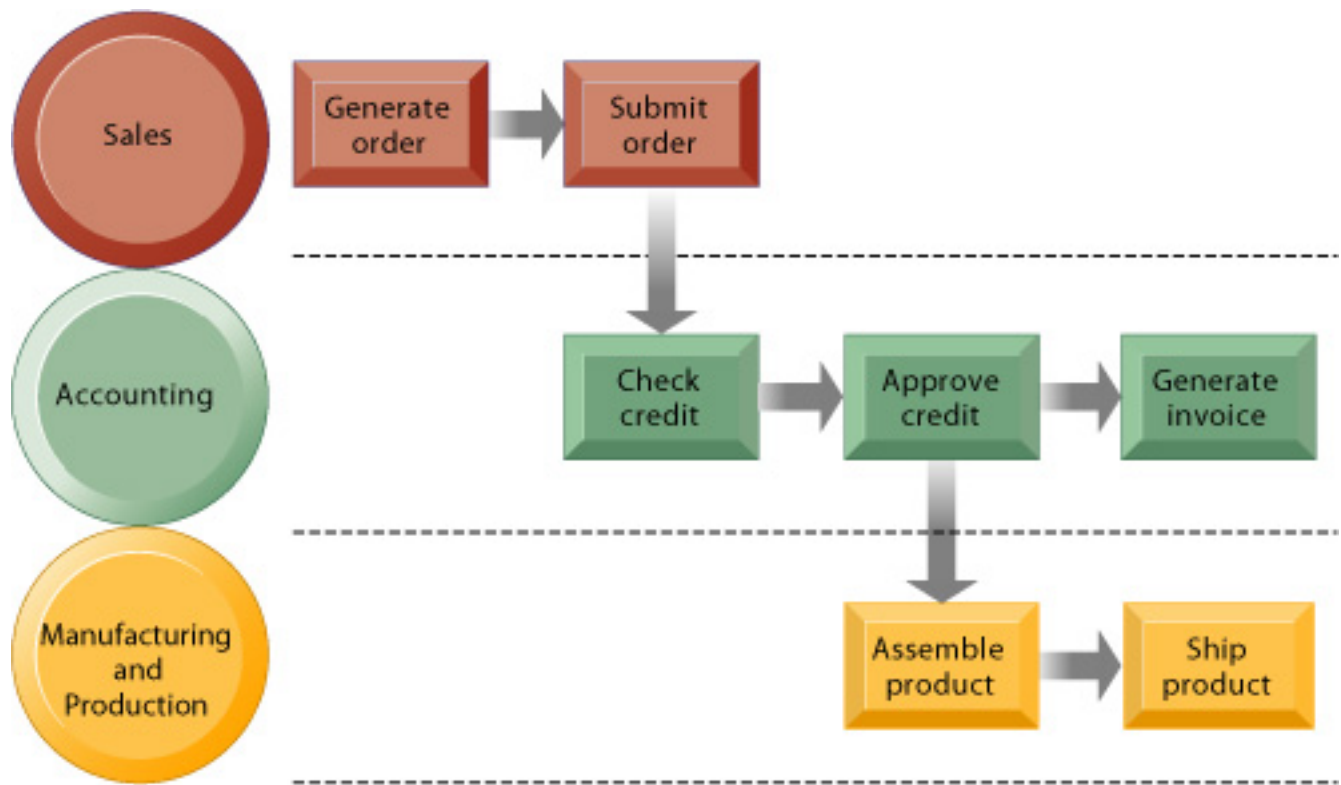 Sales
Generate
order
Submit
order
Accounting
Check
credit
Approve
credit
Generate
invoice
Manufacturing
and
Production
Assemble
product
Ship
product